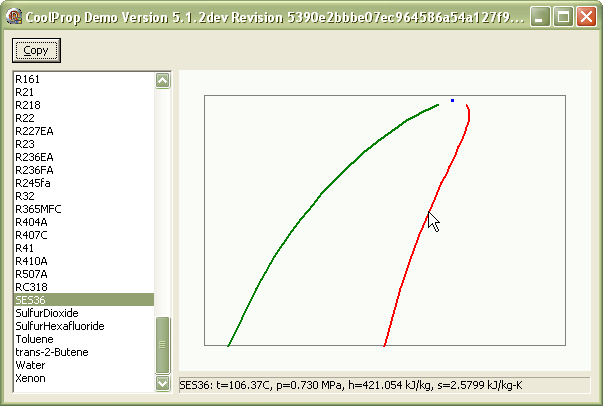 CoolProp Demo Version 5.1.2dev Revision 5390e2bbbe07ec964586a54a127f9...
Copy
R161
R21
R218
R22
R227EA
R23
R236EA
R236FA
R245fa
R32
R365MFC
R404A
R407C
R41
R410A
R507A
RC318
SES36
SulfurDioxide
SulfurHexafluoride
Toluene
trans-2-Butene
Water
Xenon
SES36: t=106.37C, p=0.730 MPa, h=421.054 kJ/kg, s=2.5799 kJ/kg-K